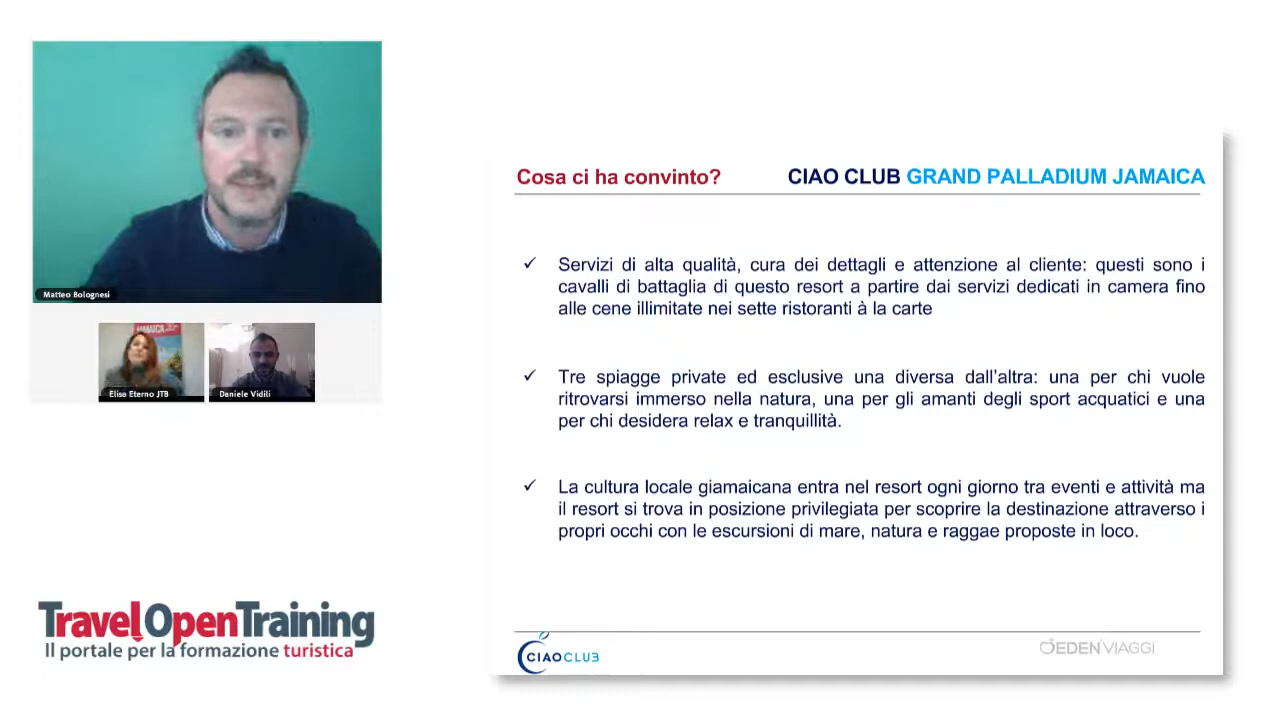 Matteo Bolognesi
JAMAICA
Elisa Eterno JTB
Daniele Vidili
TravelOpenTraining
Il portale per la formazione turistica
Cosa ci ha convinto?
CIAO CLUB GRAND PALLADIUM JAMAICA
✓ Servizi di alta qualità, cura dei dettagli e attenzione al cliente: questi sono i
cavalli di battaglia di questo resort a partire dai servizi dedicati in camera fino
alle cene illimitate nei sette ristoranti à la carte
✓ Tre spiagge private ed esclusive una diversa dall’altra: una per chi vuole
ritrovarsi immerso nella natura, una per gli amanti degli sport acquatici e una
per chi desidera relax e tranquillità.
✓ La cultura locale giamaicana entra nel resort ogni giorno tra eventi e attività ma
il resort si trova in posizione privilegiata per scoprire la destinazione attraverso i
propri occhi con le escursioni di mare, natura e raggae proposte in loco.
CIAOCLUB
EDENVIAGGI